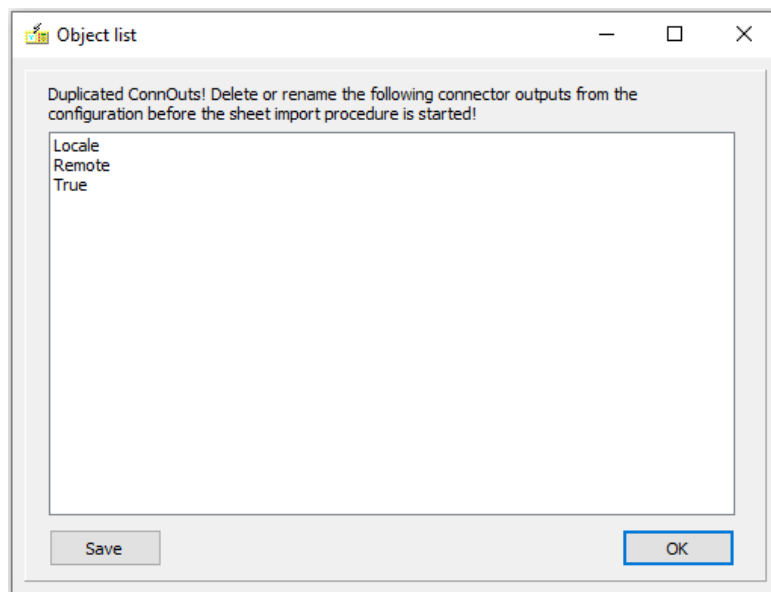 Object list
Duplicated ConnOuts! Delete or rename the following connector outputs from the
configuration before the sheet import procedure is started!
Locale
Remote
True
Save
OK